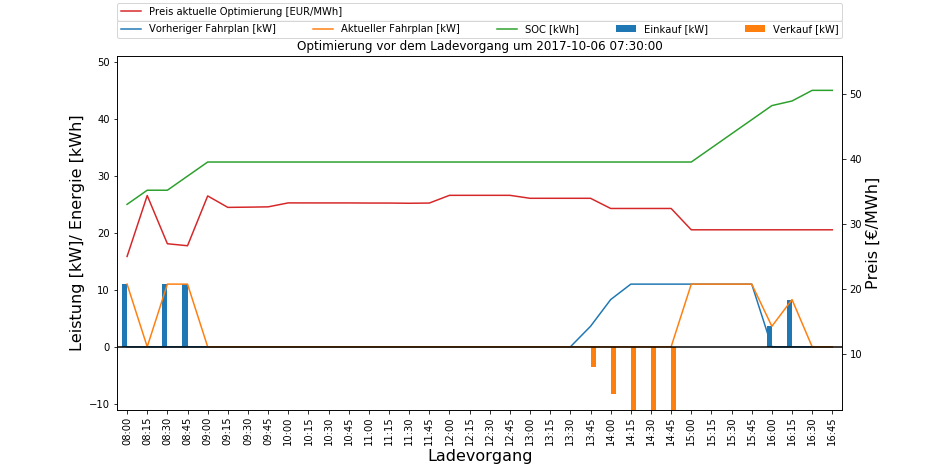 Preis aktuelle Optimierung [EUR/MWh]
Vorheriger Fahrplan [kW] Aktueller Fahrplan [kW] SOC [kWh] Einkauf [kW] Verkauf [kW]
Optimierung vor dem Ladevorgang um 2017-10-06 07:30:00
Leistung [kW]/ Energie [kWh]
50
40
30
20
10
0
−10
50
40
30
20
10
Preis [€/MWh]
08:00 08:15 08:30 08:45 09:00 09:15 09:30 09:45 10:00 10:15 10:30 10:45 11:00 11:15 11:30 11:45 12:00 12:15 12:30 12:45 13:00 13:15 13:30 13:45 14:00 14:15 14:30 14:45 15:00 15:15 15:30 15:45 16:00 16:15 16:30 16:45
Ladevorgang